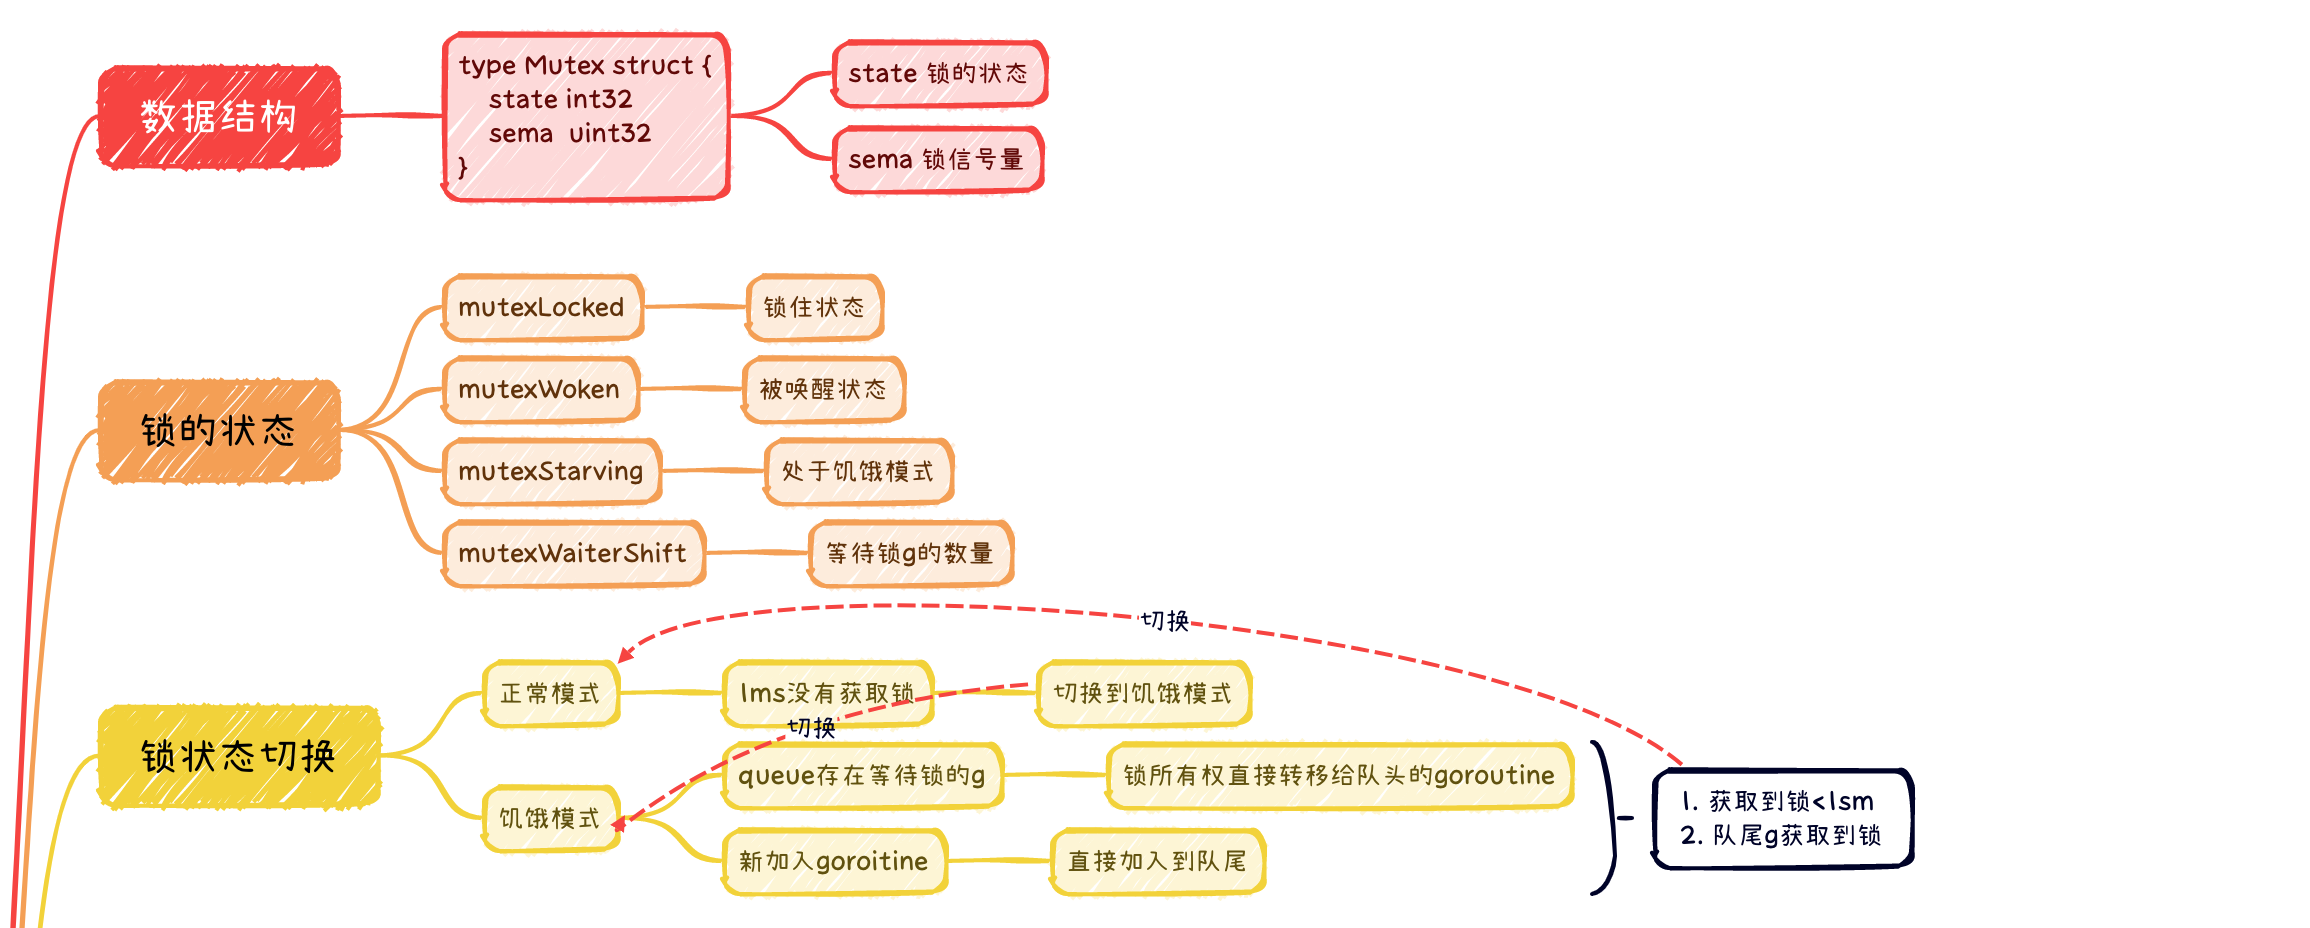 数据结构
type Mutex struct {
state int32
sema uint32
}
state 锁的状态
sema 锁信号量
锁的状态
mutexLocked
锁住状态
mutexWoken
被唤醒状态
mutexStarving
处于饥饿模式
mutexWaiterShift
等待锁g的数量
切换
锁状态切换
正常模式
1ms没有获取锁
切换到饥饿模式
切换
饥饿模式
queue存在等待锁的g
锁所有权直接转移给队头的goroutine
新加入goroitine
直接加入到队尾
1. 获取到锁<1sm
2. 队尾g获取到锁